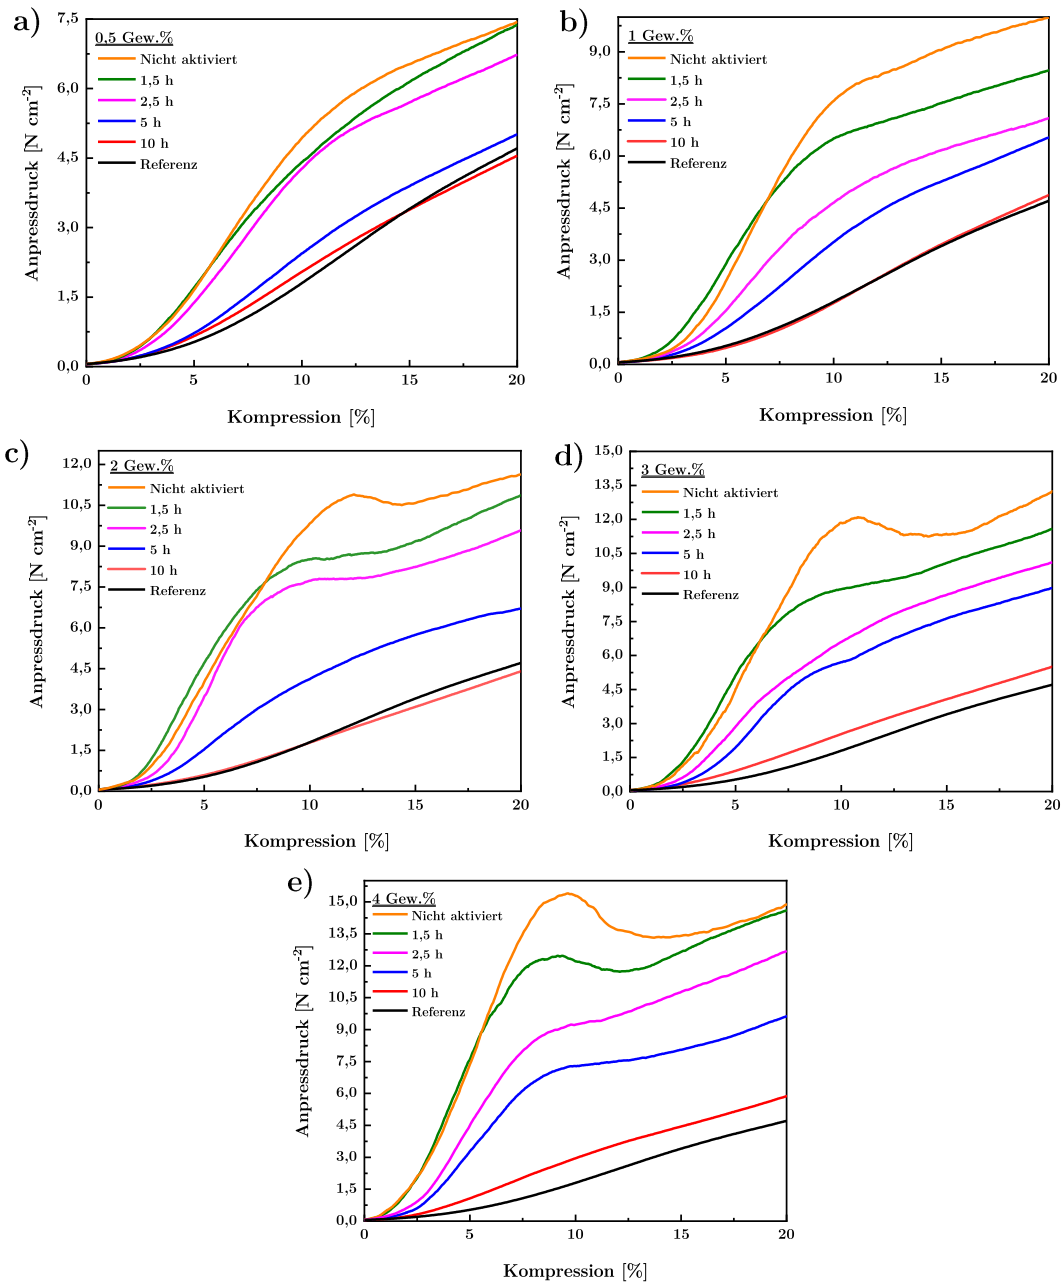 a)
0,5 Gew.%
Nicht aktiviert
1,5 h
2,5 h
5 h
10 h
Referenz
7,5
6,0
4,5
3,0
1,5
0,0
0
5
10
15
20
Anpressdruck [N cm-2]
Kompression [%]
b)
1 Gew.%
Nicht aktiviert
1,5 h
2,5 h
5 h
10 h
Referenz
9,0
7,5
6,0
4,5
3,0
1,5
0,0
0
5
10
15
20
Anpressdruck [N cm-2]
Kompression [%]
c)
2 Gew.%
Nicht aktiviert
1,5 h
2,5 h
5 h
10 h
Referenz
12,0
10,5
9,0
7,5
6,0
4,5
3,0
1,5
0,0
0
5
10
15
20
Anpressdruck [N cm-2]
Kompression [%]
d)
3 Gew.%
Nicht aktiviert
1,5 h
2,5 h
5 h
10 h
Referenz
15,0
13,5
12,0
10,5
9,0
7,5
6,0
4,5
3,0
1,5
0,0
0
5
10
15
20
Anpressdruck [N cm-2]
Kompression [%]
e)
4 Gew.%
Nicht aktiviert
1,5 h
2,5 h
5 h
10 h
Referenz
15,0
13,5
12,0
10,5
9,0
7,5
6,0
4,5
3,0
1,5
0,0
0
5
10
15
20
Anpressdruck [N cm-2]
Kompression [%]